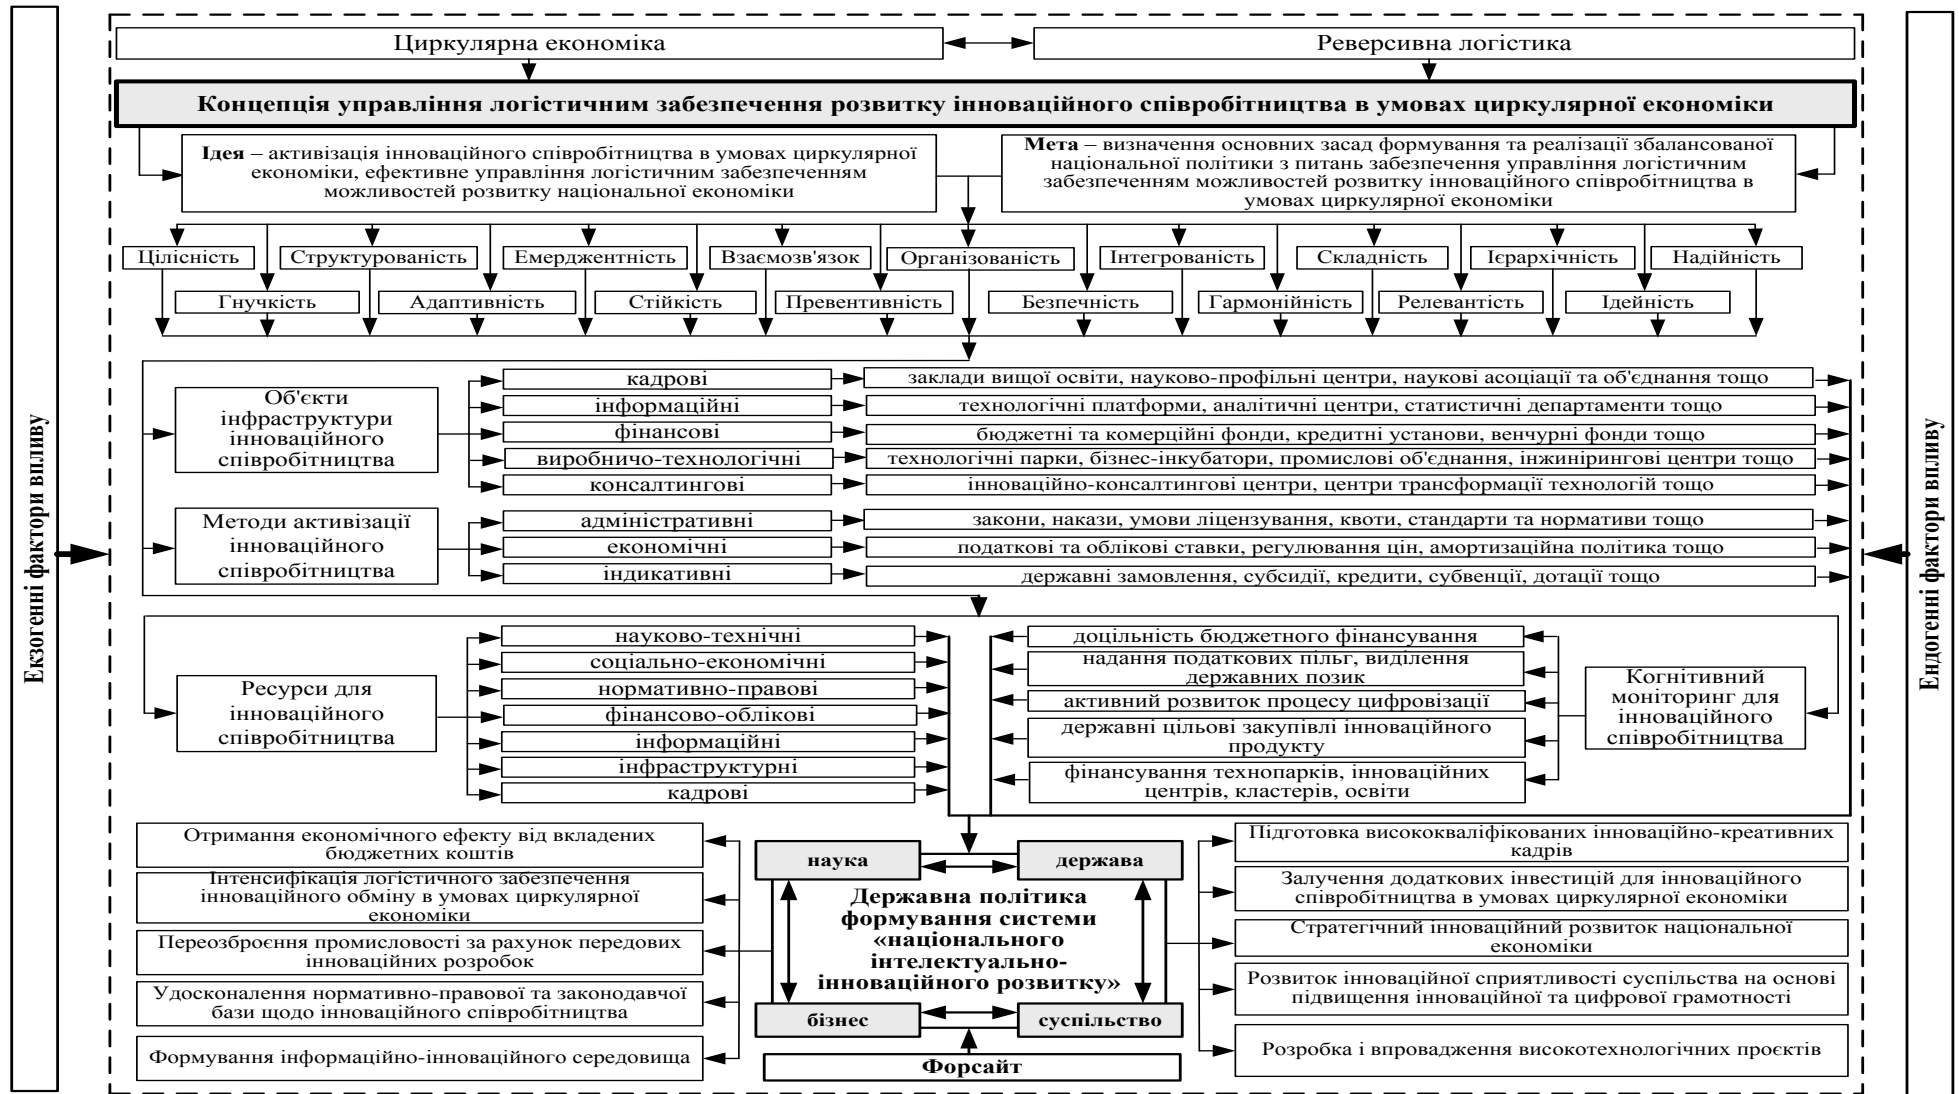 Циркулярна економіка
Реверсивна логістика
Концепція управління логістичним забезпечення розвитку інноваційного співробітництва в умовах циркулярної економіки
Ідея – активізація інноваційного співробітництва в умовах циркулярної
економіки, ефективне управління логістичним забезпеченням
можливостей розвитку національної економіки
Мета – визначення основних засад формування та реалізації збалансованої
національної політики з питань забезпечення управління логістичним
забезпеченням можливостей розвитку інноваційного співробітництва в
умовах циркулярної економіки
Цілісність
Структурованість
Емерджентність
Взаємозв'язок
Організованість
Інтегрованість
Складність
Ієрархічність
Надійність
Гнучкість
Адаптивність
Стійкість
Превентивність
Безпечність
Гармонійність
Релевантість
Ідейність
Екзогенні фактори впливу
Ендогенні фактори впливу
Об'єкти
інфраструктури
інноваційного
співробітництва
кадрові
заклади вищої освіти, науково-профільні центри, наукові асоціації та об'єднання тощо
інформаційні
технологічні платформи, аналітичні центри, статистичні департаменти тощо
фінансові
бюджетні та комерційні фонди, кредитні установи, венчурні фонди тощо
виробничо-технологічні
технологічні парки, бізнес-інкубатори, промислові об'єднання, інжинірингові центри тощо
консалтингові
інноваційно-консалтингові центри, центри трансформації технологій тощо
Методи активізації
інноваційного
співробітництва
адміністративні
закони, накази, умови ліцензування, квоти, стандарти та нормативи тощо
економічні
податкові та облікові ставки, регулювання цін, амортизаційна політика тощо
індикативні
державні замовлення, субсидії, кредити, субвенції, дотації тощо
Ресурси для
інноваційного
співробітництва
науково-технічні
соціально-економічні
нормативно-правові
фінансово-облікові
інформаційні
інфраструктурні
кадрові
доцільність бюджетного фінансування
надання податкових пільг, виділення
державних позик
активний розвиток процесу цифровізації
державні цільові закупівлі інноваційного
продукту
фінансування технопарків, інноваційних
центрів, кластерів, освіти
Когнітивний
моніторинг для
інноваційного
співробітництва
Отримання економічного ефекту від вкладених
бюджетних коштів
Інтенсифікація логістичного забезпечення
інноваційного обміну в умовах циркулярної
економіки
Переозброєння промисловості за рахунок передових
інноваційних розробок
Удосконалення нормативно-правової та законодавчої
бази щодо інноваційного співробітництва
Формування інформаційно-інноваційного середовища
наука
держава
Державна політика
формування системи
«національного
інтелектуально-
інноваційного розвитку»
бізнес
суспільство
Форсайт
Підготовка висококваліфікованих інноваційно-креативних
кадрів
Залучення додаткових інвестицій для інноваційного
співробітництва в умовах циркулярної економіки
Стратегічний інноваційний розвиток національної
економіки
Розвиток інноваційної сприятливості суспільства на основі
підвищення інноваційної та цифрової грамотності
Розробка і впровадження високотехнологічних проєктів